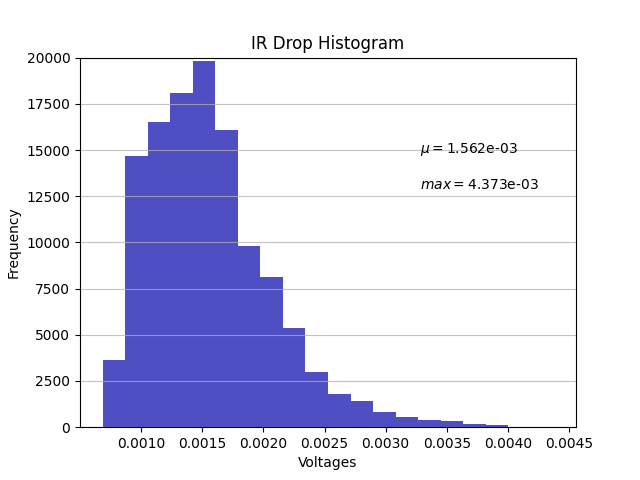 IR Drop Histogram
20000
17500
15000
12500
10000
7500
5000
2500
0
Frequency
μ = 1.562e-03
max = 4.373e-03
0.0010 0.0015 0.0020 0.0025 0.0030 0.0035 0.0040 0.0045
Voltages